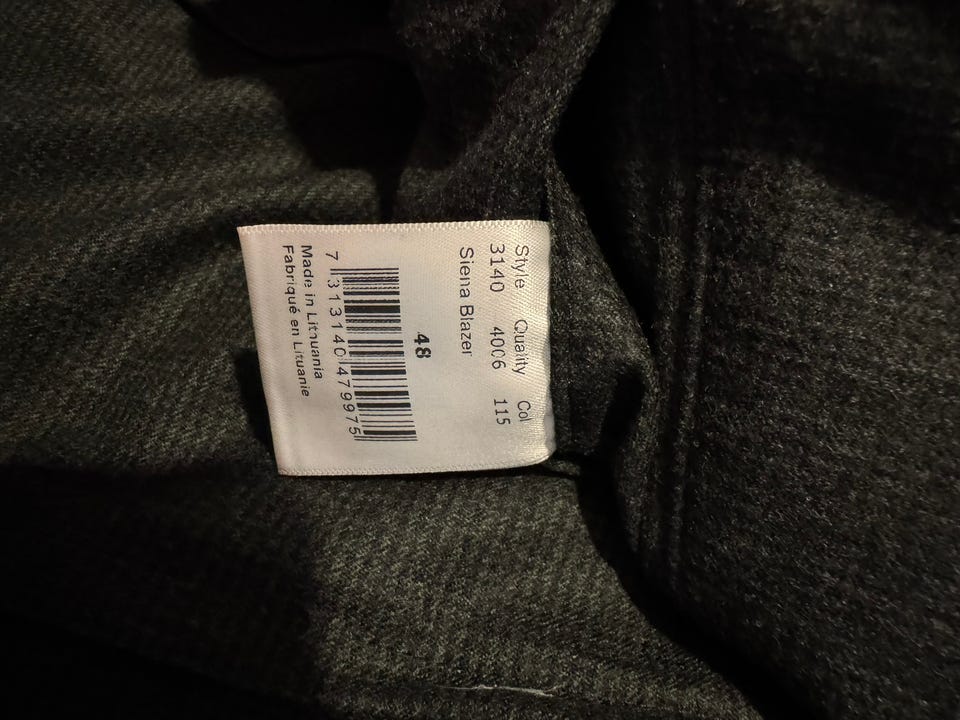 Style Quality Col
3140 4006 115
Siena Blazer
48
7 313140 479975
Made in Lithuania
Fabriqué en Lituanie